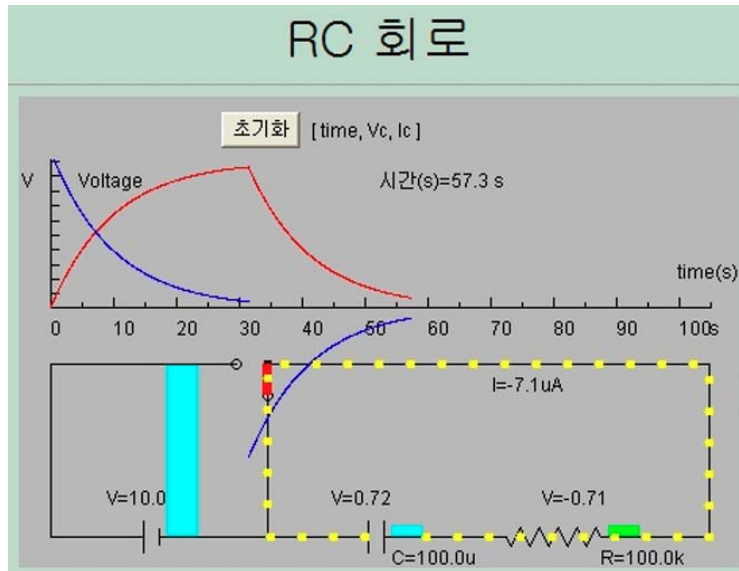 RC 회로
초기화 [ time, Vc, Ic ]
V Voltage 시간(s)=57.3 s
time(s)
0 10 20 30 40 50 60 70 80 90 100s
I=-7.1uA
V=10.0 V=0.72 V=-0.71
C=100.0u R=100.0k